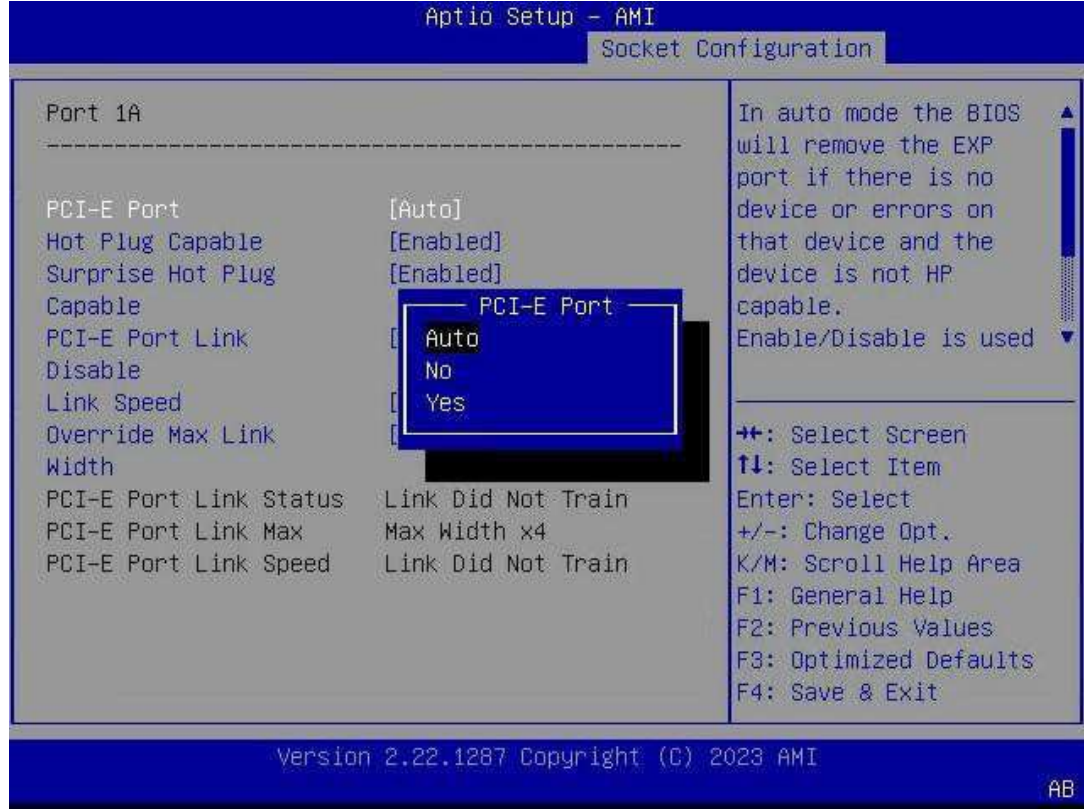 Aptio Setup – AMI
Socket Configuration
Port 1A
PCI-E Port [Auto]
Hot Plug Capable [Enabled]
Surprise Hot Plug [Enabled]
Capable
PCI-E Port Link [
Disable
Link Speed [
Override Max Link [
Width
PCI-E Port Link Status Link Did Not Train
PCI-E Port Link Max Max Width x4
PCI-E Port Link Speed Link Did Not Train
PCI-E Port
Auto
No
Yes
In auto mode the BIOS
will remove the EXP
port if there is no
device or errors on
that device and the
device is not HP
capable.
Enable/Disable is used
→←: Select Screen
↑↓: Select Item
Enter: Select
+/-: Change Opt.
K/M: Scroll Help Area
F1: General Help
F2: Previous Values
F3: Optimized Defaults
F4: Save & Exit
Version 2.22.1287 Copyright (C) 2023 AMI
AB